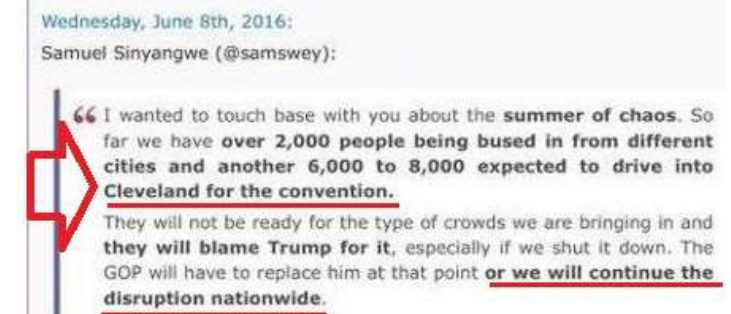 Wednesday, June 8th, 2016:
Samuel Sinyangwe (@samswey):
“ I wanted to touch base with you about the summer of chaos. So
far we have over 2,000 people being bused in from different
cities and another 6,000 to 8,000 expected to drive into
Cleveland for the convention.
They will not be ready for the type of crowds we are bringing in and
they will blame Trump for it, especially if we shut it down. The
GOP will have to replace him at that point or we will continue the
disruption nationwide.